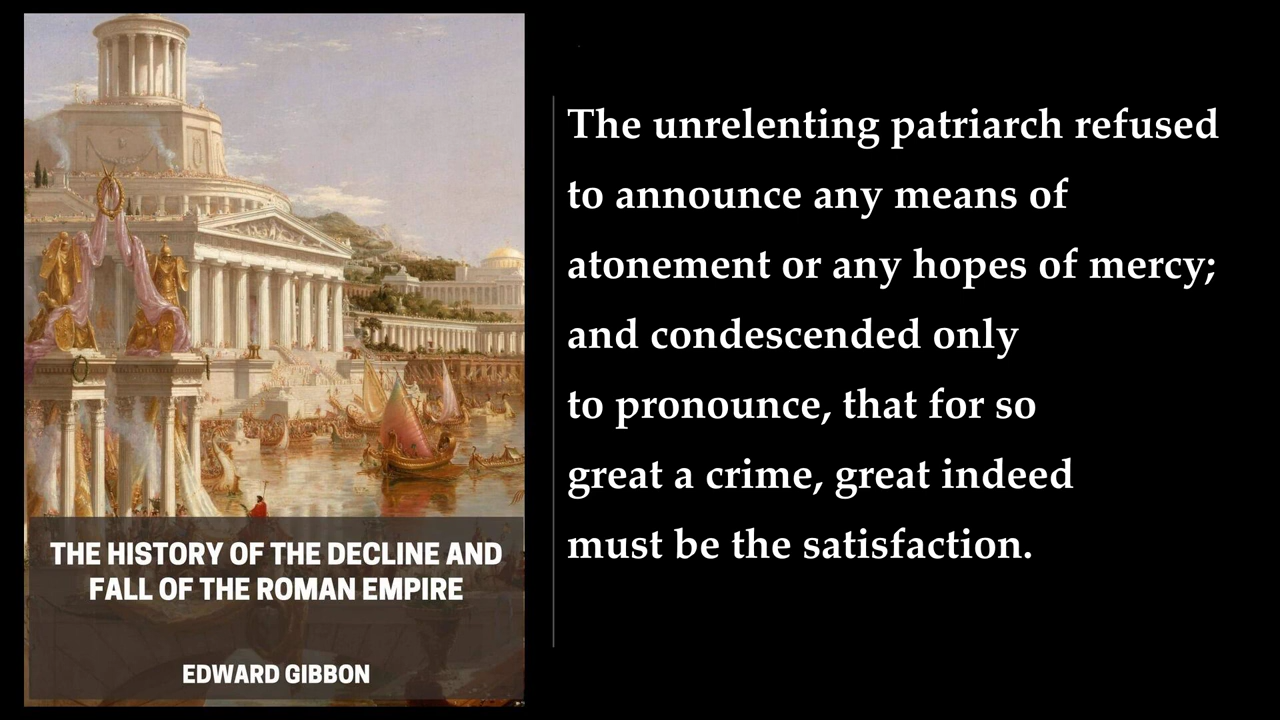 THE HISTORY OF THE DECLINE AND
FALL OF THE ROMAN EMPIRE
EDWARD GIBBON
The unrelenting patriarch refused
to announce any means of
atonement or any hopes of mercy;
and condescended only
to pronounce, that for so
great a crime, great indeed
must be the satisfaction.